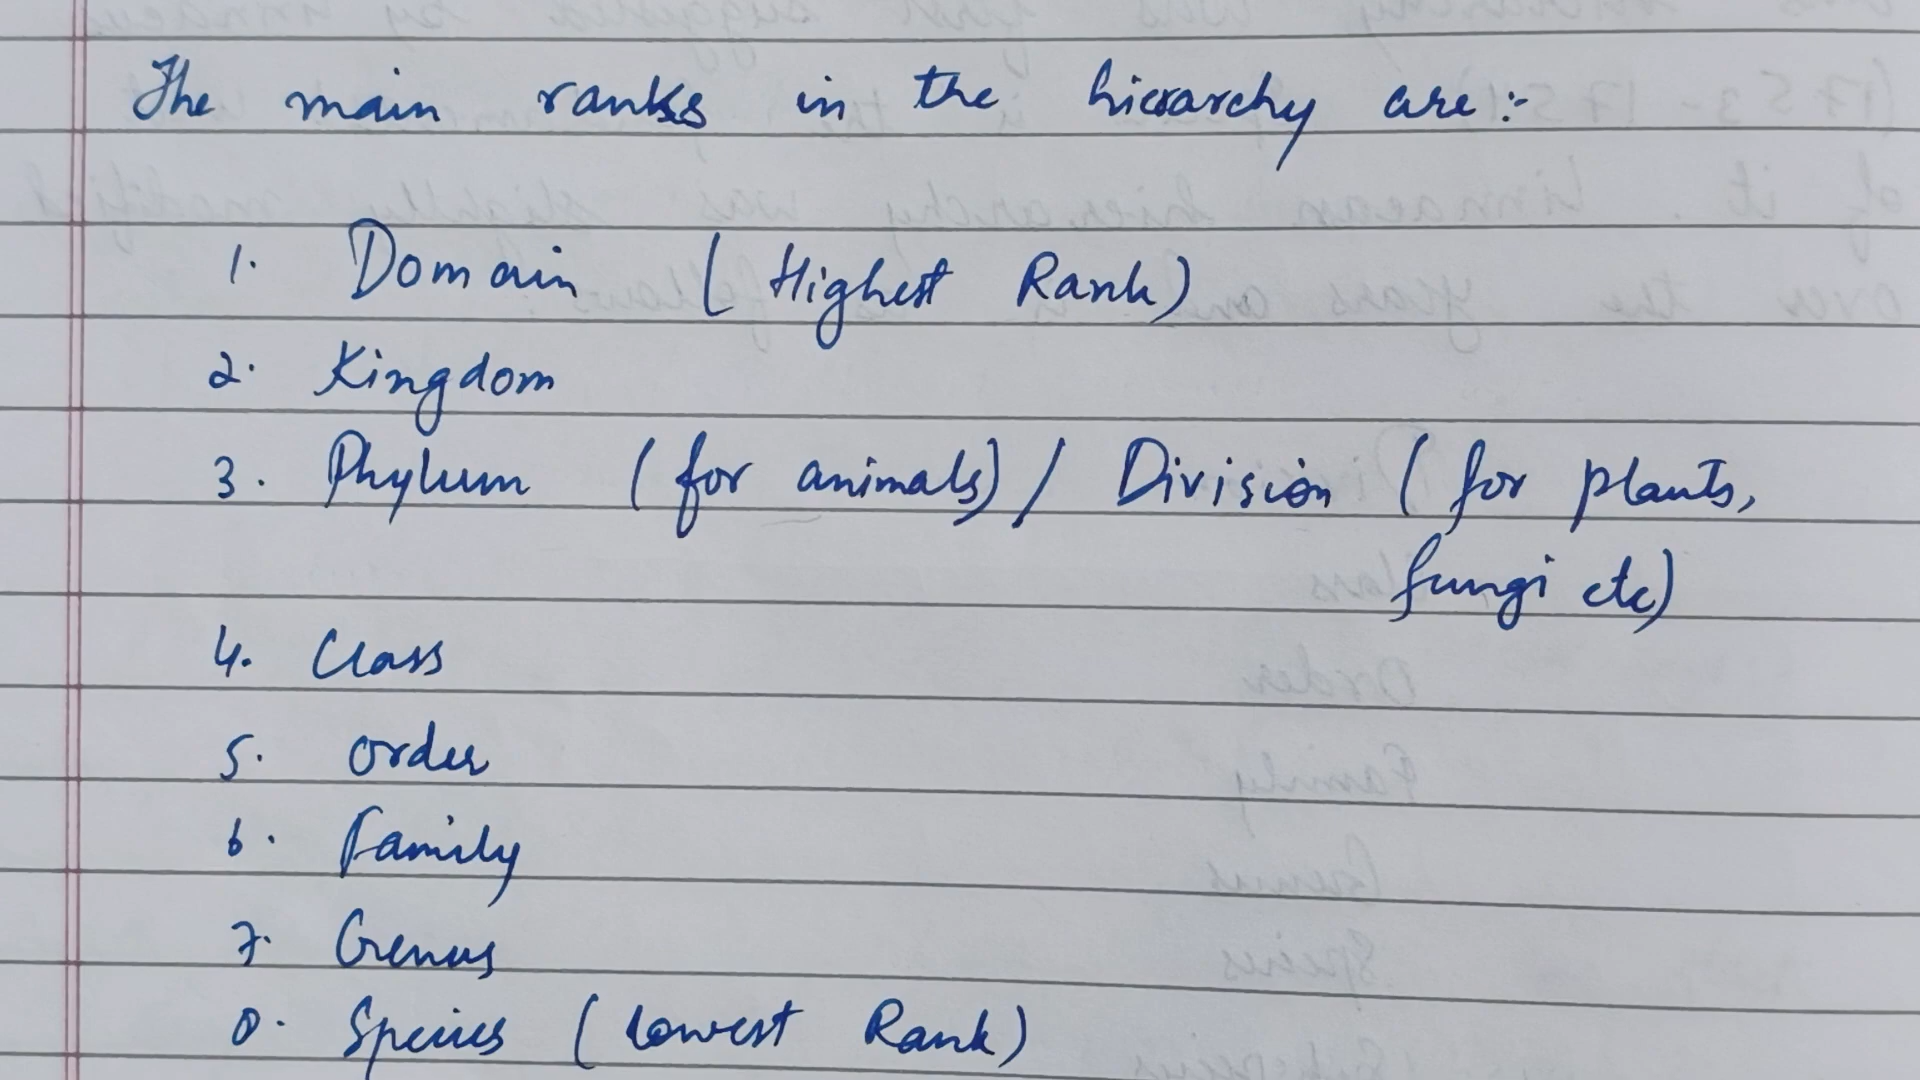 The main ranks in the hierarchy are :-
1. Domain (Highest Rank)
2. Kingdom
3. Phylum (for animals) / Division (for plants,
fungi etc)
4. Class
5. order
6. Family
7. Genus
8. Species (lowest Rank)